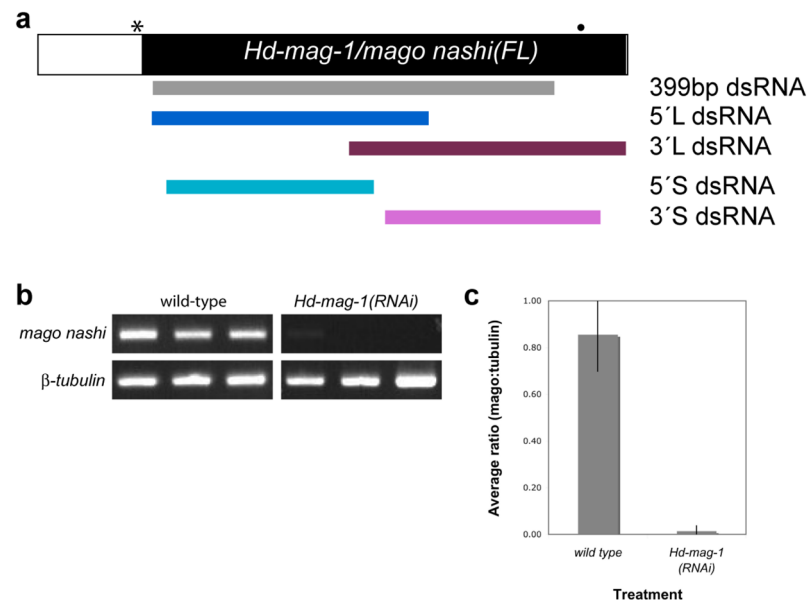 a
*
•
Hd-mag-1/mago nashi(FL)
399bp dsRNA
5´L dsRNA
3´L dsRNA
5´S dsRNA
3´S dsRNA
b
wild-type
Hd-mag-1(RNAi)
mago nashi
β-tubulin
c
Average ratio (mago:tubulin)
1.00
0.80
0.60
0.40
0.20
0.00
wild type
Hd-mag-1
(RNAi)
Treatment